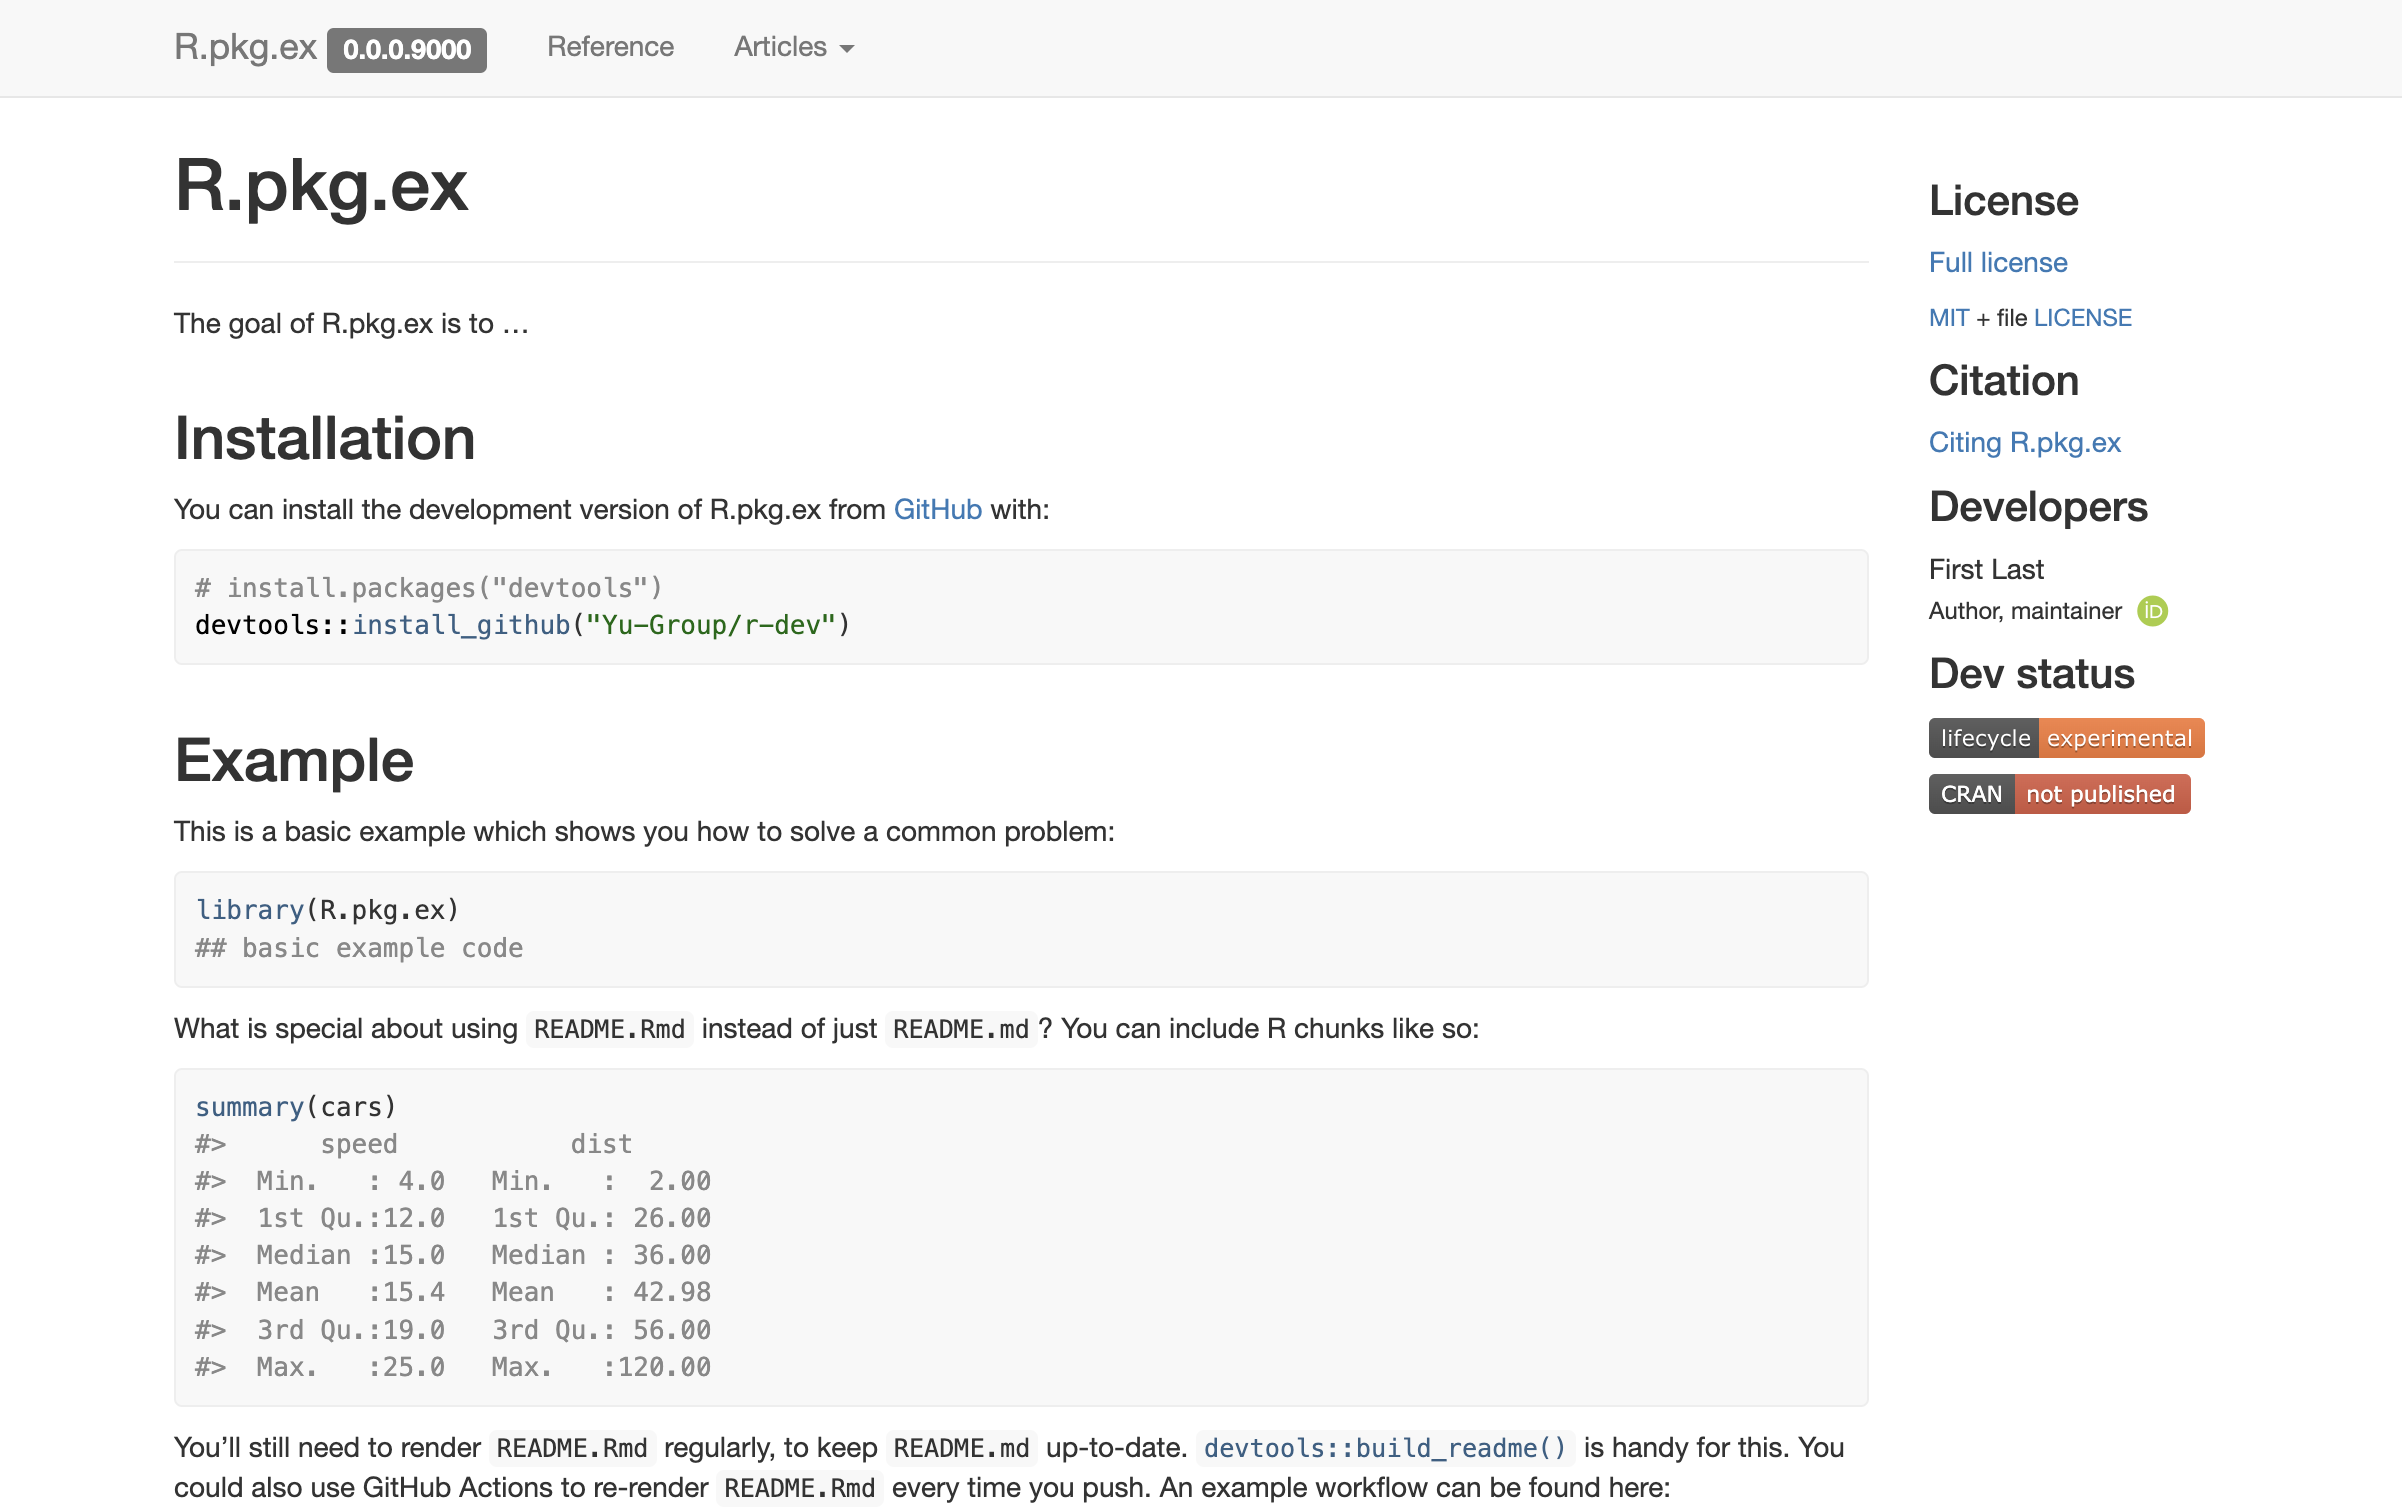 R.pkg.ex 0.0.0.9000 Reference Articles
R.pkg.ex
The goal of R.pkg.ex is to …
Installation
You can install the development version of R.pkg.ex from GitHub with:
# install.packages("devtools")
devtools::install_github("Yu-Group/r-dev")
Example
This is a basic example which shows you how to solve a common problem:
library(R.pkg.ex)
## basic example code
What is special about using README.Rmd instead of just README.md? You can include R chunks like so:
summary(cars)
#>      speed           dist
#>  Min.   : 4.0   Min.   :  2.00
#>  1st Qu.:12.0   1st Qu.: 26.00
#>  Median :15.0   Median : 36.00
#>  Mean   :15.4   Mean   : 42.98
#>  3rd Qu.:19.0   3rd Qu.: 56.00
#>  Max.   :25.0   Max.   :120.00
You’ll still need to render README.Rmd regularly, to keep README.md up-to-date. devtools::build_readme() is handy for this. You
could also use GitHub Actions to re-render README.Rmd every time you push. An example workflow can be found here:
License
Full license
MIT + file LICENSE
Citation
Citing R.pkg.ex
Developers
First Last
Author, maintainer iD
Dev status
lifecycle experimental
CRAN not published